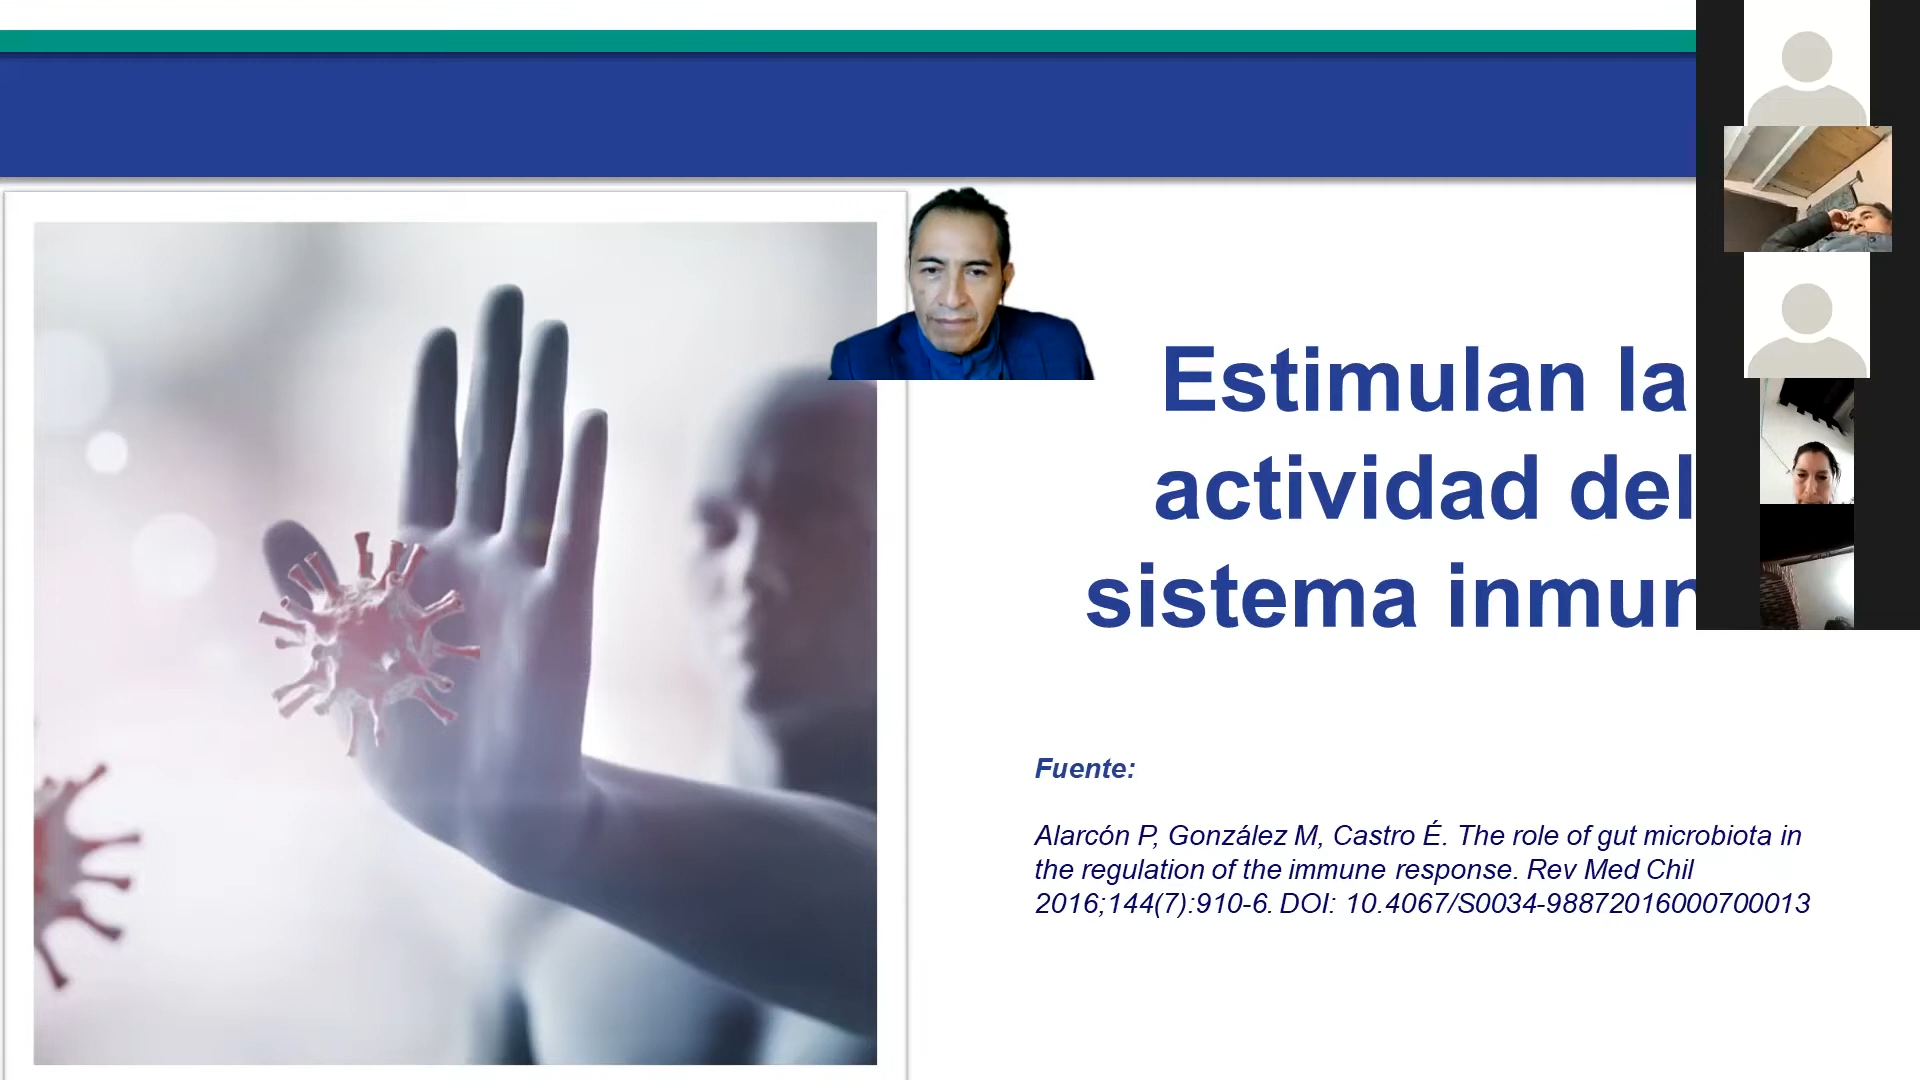 Estimulan la
actividad del
sistema
Fuente:
Alarcón P, González M, Castro É. The role of gut microbiota in
the regulation of the immune response. Rev Med Chil
2016;144(7):910-6. DOI: 10.4067/S0034-98872016000700013